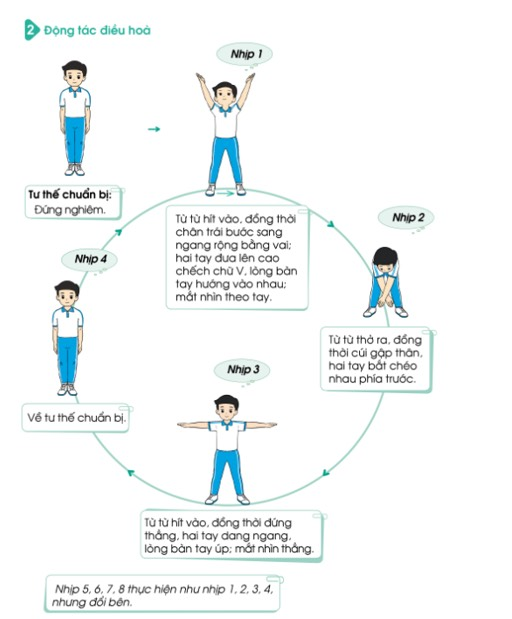 2 Động tác điều hoà
Nhịp 1
Tư thế chuẩn bị:
Đứng nghiêm.
Từ từ hít vào, đồng thời
chân trái bước sang
ngang rộng bằng vai;
hai tay đưa lên cao
chếch chữ V, lòng bàn
tay hướng vào nhau;
mắt nhìn theo tay.
Nhịp 2
Từ từ thở ra, đồng
thời cúi gập thân,
hai tay bắt chéo
nhau phía trước.
Nhịp 3
Từ từ hít vào, đồng thời đứng
thẳng, hai tay dang ngang,
lòng bàn tay úp; mắt nhìn thẳng.
Nhịp 4
Về tư thế chuẩn bị.
Nhịp 5, 6, 7, 8 thực hiện như nhịp 1, 2, 3, 4,
nhưng đổi bên.